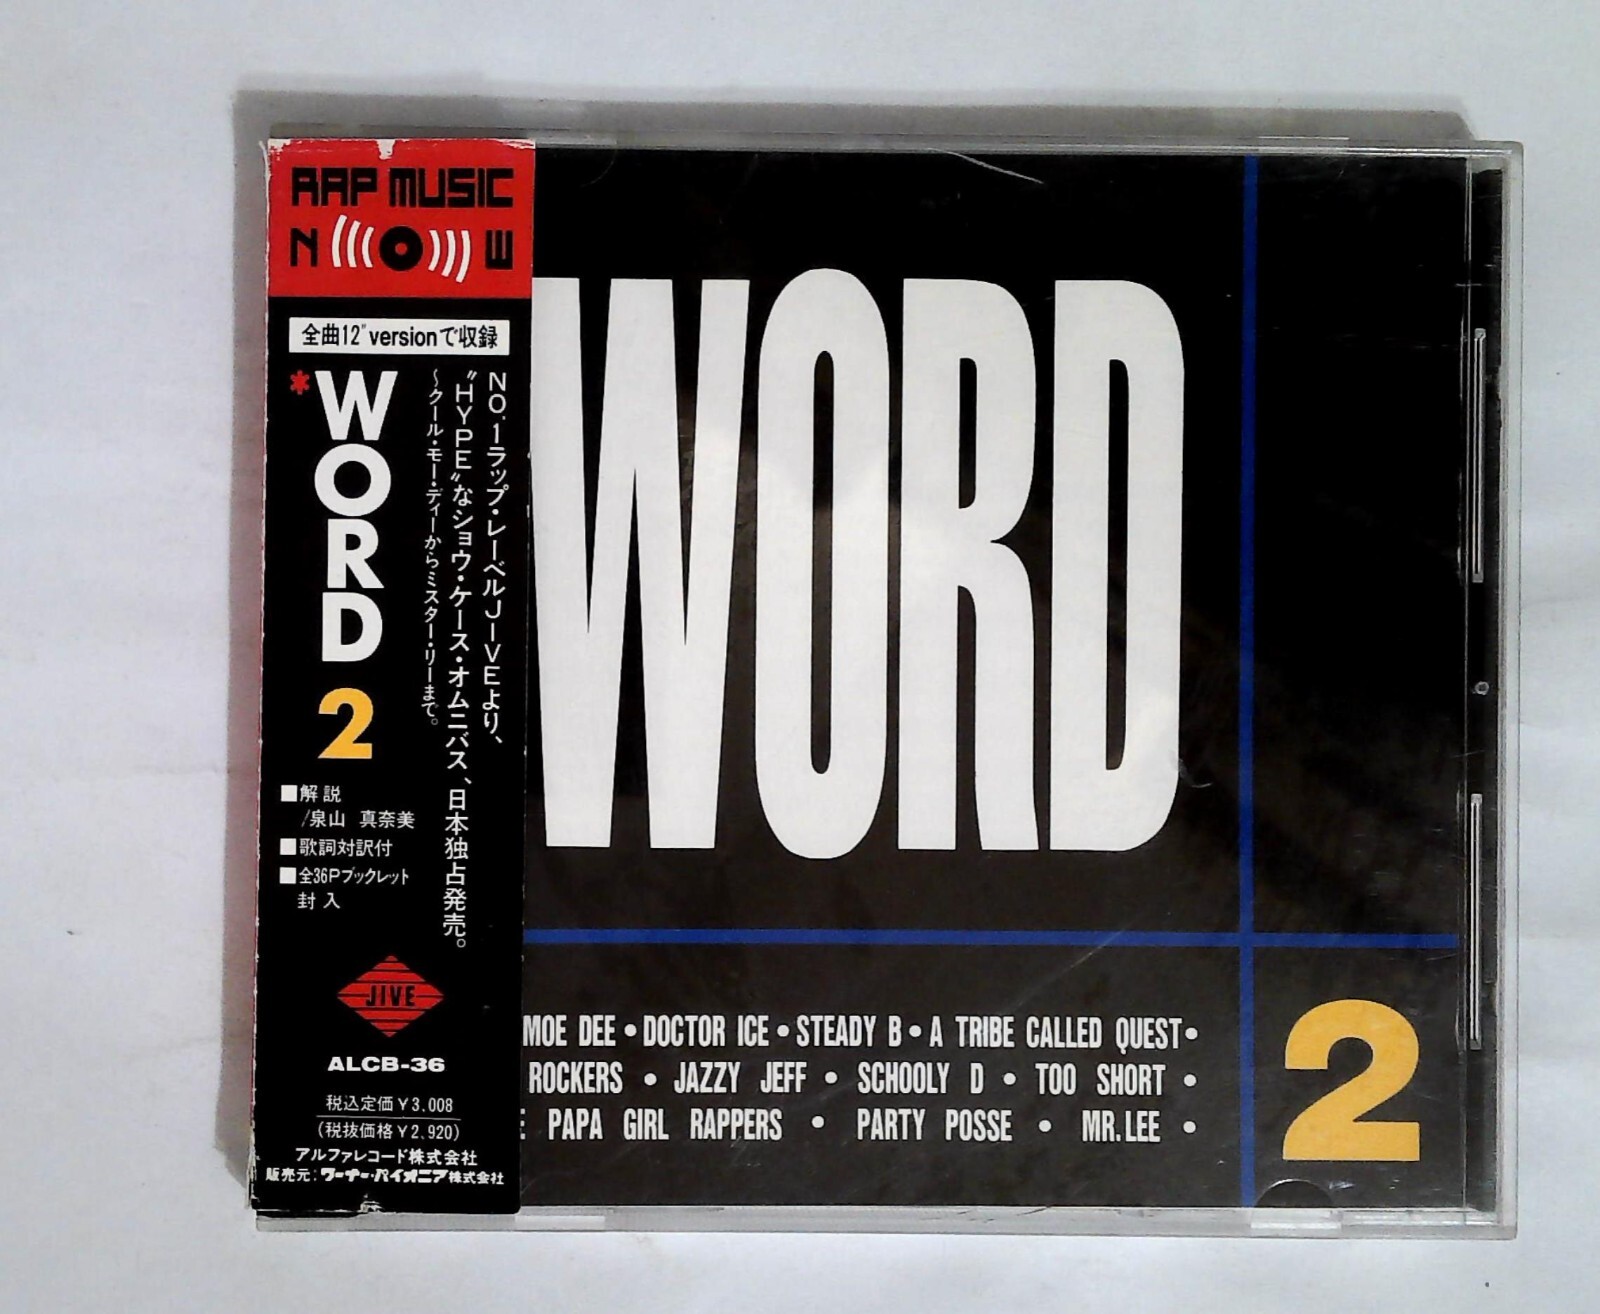 RAP MUSIC
NOW
全曲12" versionで収録
*WORD 2
NO.1ラップ・レーベルJIVEより、
"HYPE"なショウ・ケース・オムニバス、日本独占発売。
〜クール・モー・ディーからミスター・リーまで。
■解説
/泉山 真奈美
■歌詞対訳付
■全36Pブックレット
封入
JIVE
ALCB-36
税込定価¥3,008
(税抜価格¥2,920)
アルファレコード株式会社
販売元:ワーナー・パイオニア株式会社
WORD
MOE DEE • DOCTOR ICE • STEADY B • A TRIBE CALLED QUEST •
ROCKERS • JAZZY JEFF • SCHOOLY D • TOO SHORT •
PAPA GIRL RAPPERS • PARTY POSSE • MR. LEE •
2